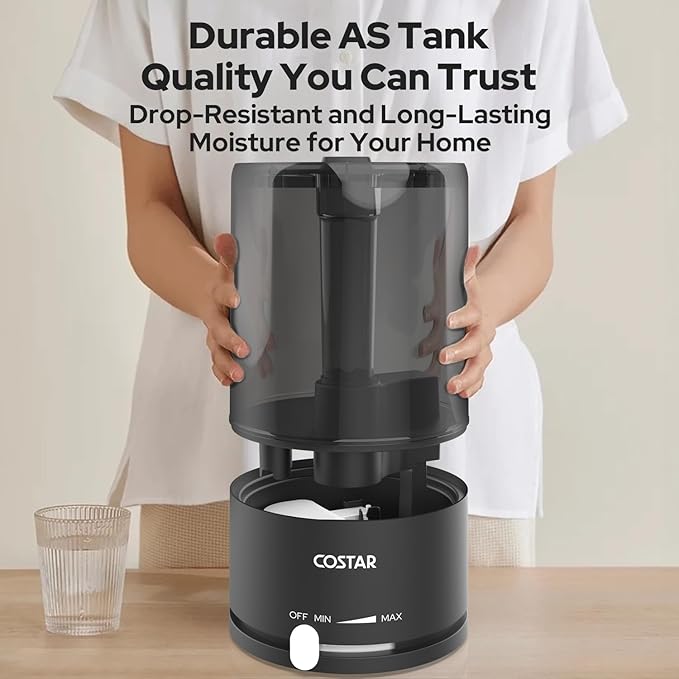 Durable AS Tank
Quality You Can Trust
Drop-Resistant and Long-Lasting
Moisture for Your Home
COSTAR
OFF MIN MAX